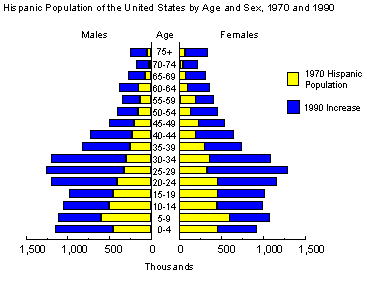 Hispanic Population of the United States by Age and Sex, 1970 and 1990
Males Age Females
75+
70-74
65-69
60-64
55-59
50-54
45-49
40-44
35-39
30-34
25-29
20-24
15-19
10-14
5-9
0-4
1970 Hispanic
Population
1990 Increase
1,500 1,000 500 0 0 500 1,000 1,500
Thousands